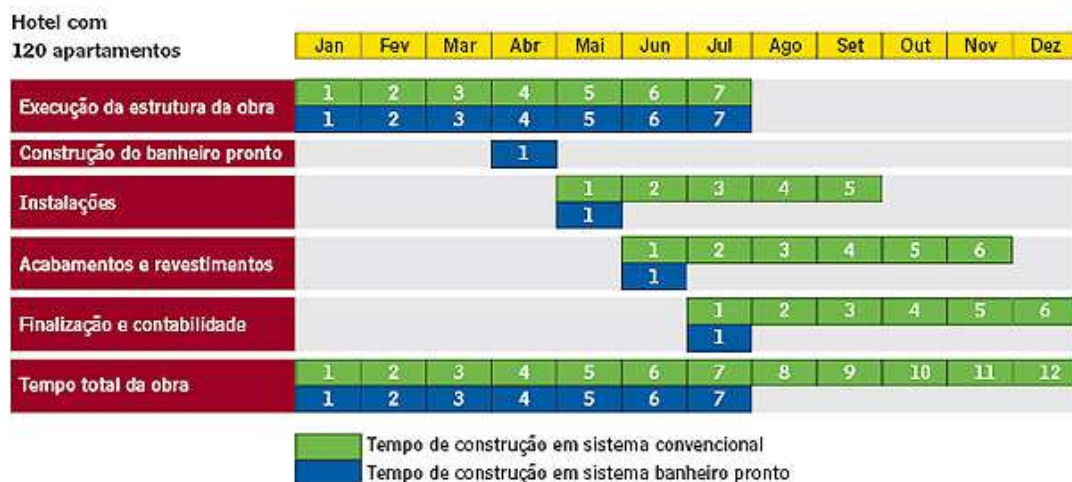 Hotel com
120 apartamentos
Jan Fev Mar Abr Mai Jun Jul Ago Set Out Nov Dez
Execução da estrutura da obra
1 2 3 4 5 6 7
1 2 3 4 5 6 7
Construção do banheiro pronto
1
Instalações
1 2 3 4 5
1
Acabamentos e revestimentos
1 2 3 4 5 6
1
Finalização e contabilidade
1 2 3 4 5 6
1
Tempo total da obra
1 2 3 4 5 6 7 8 9 10 11 12
1 2 3 4 5 6 7
Tempo de construção em sistema convencional
Tempo de construção em sistema banheiro pronto